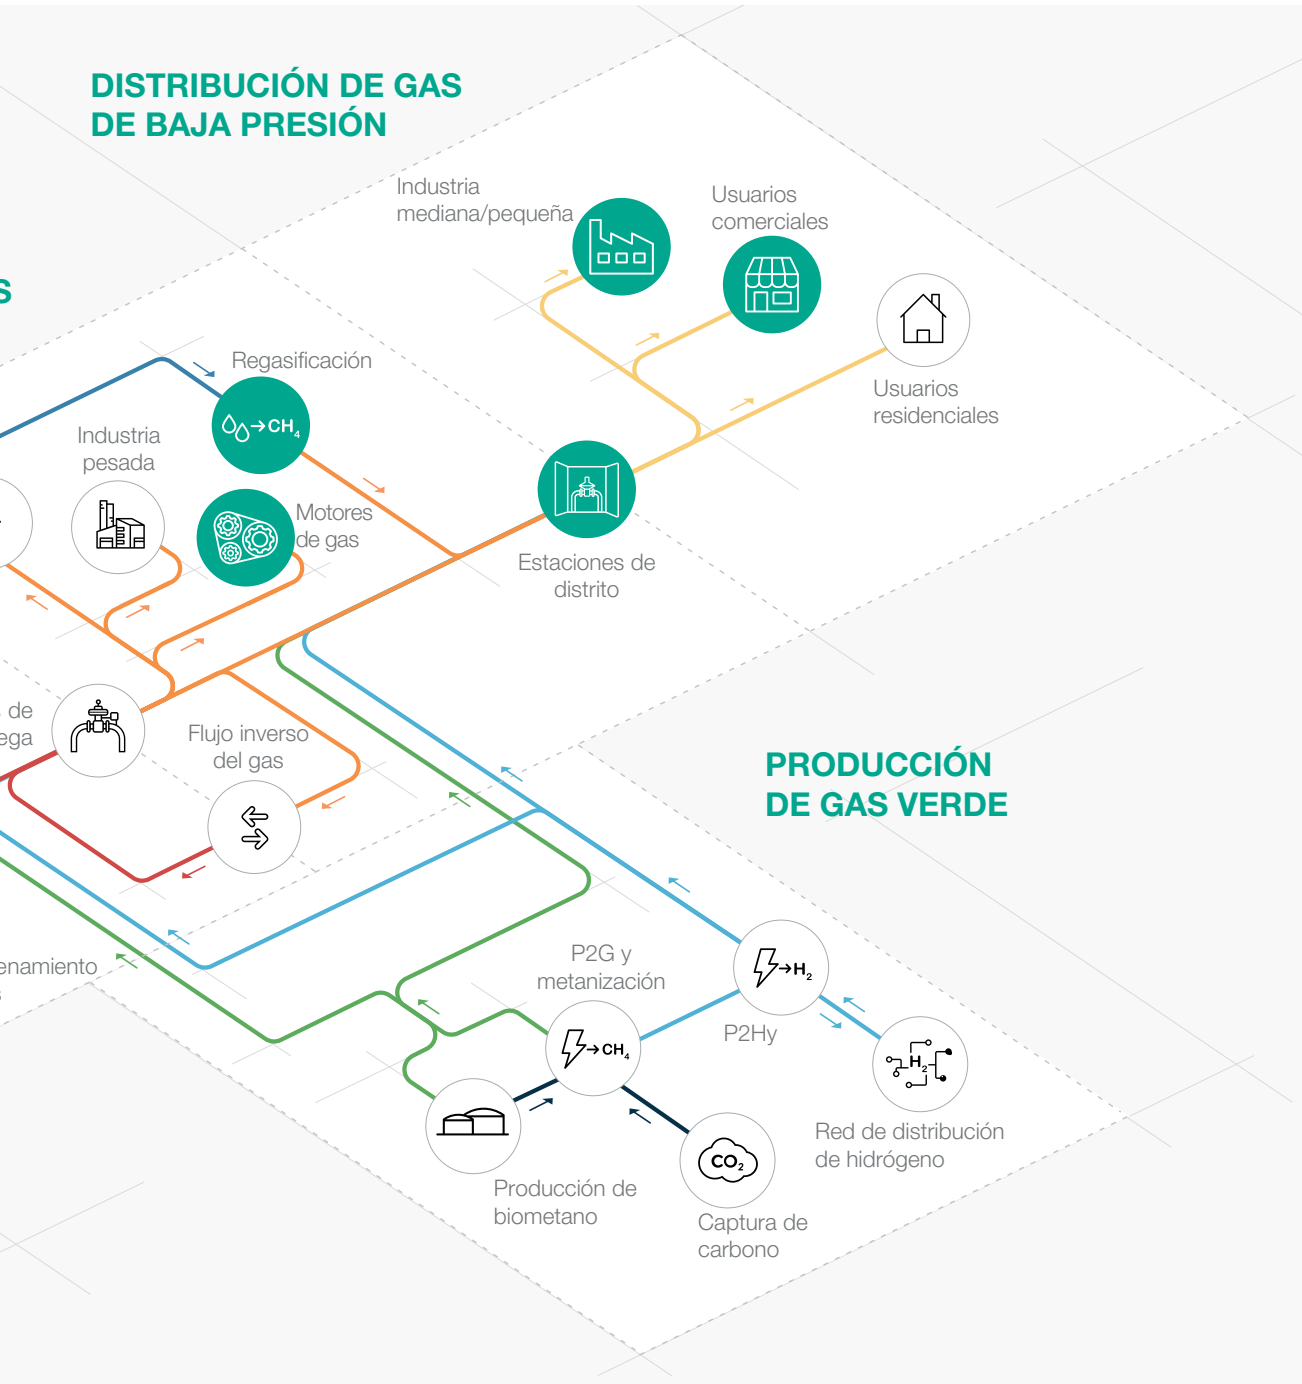 DISTRIBUCIÓN DE GAS
DE BAJA PRESIÓN
Industria
mediana/pequeña
Usuarios
comerciales
S
Regasificación
CH4
Industria
pesada
Usuarios
residenciales
Motores
de gas
Estaciones de
distrito
de
Flujo inverso
del gas
PRODUCCIÓN
DE GAS VERDE
P2G y
metanización
H2
P2Hy
CH4
H2
CO2
Red de distribución
de hidrógeno
Producción de
biometano
Captura de
carbono